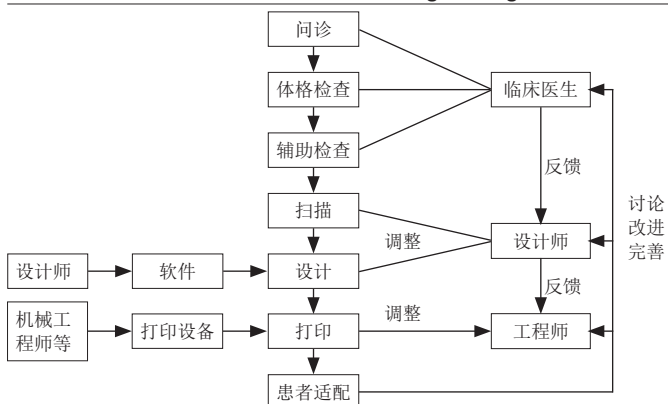 问诊
体格检查
临床医生
辅助检查
反馈
扫描
讨论
改进
完善
调整
设计师
设计师
软件
设计
反馈
机械工
程师等
打印设备
打印
调整
工程师
患者适配